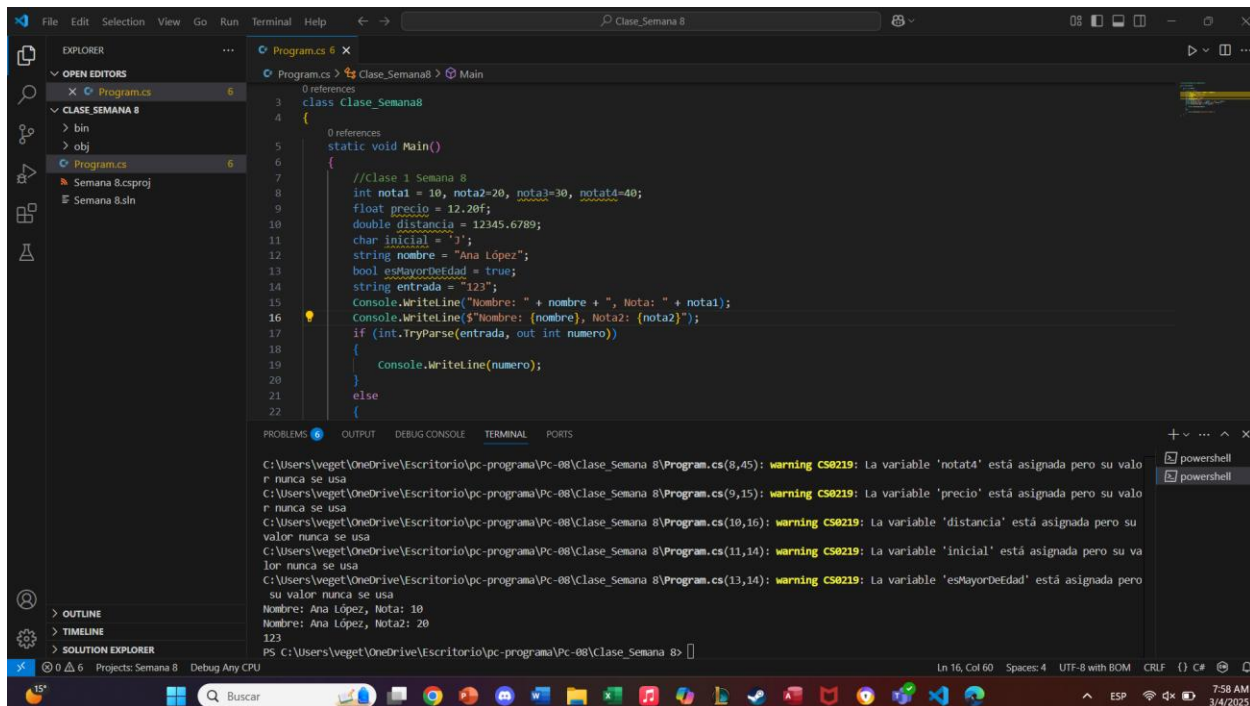 File Edit Selection View Go Run Terminal Help
Clase_Semana 8
EXPLORER
OPEN EDITORS
Program.cs 6
CLASE_SEMANA 8
bin
obj
Program.cs 6
Semana 8.csproj
Semana 8.sln
OUTLINE
TIMELINE
SOLUTION EXPLORER
Program.cs 6
Program.cs > Clase_Semana8 > Main
0 references
3 class Clase_Semana8
4 {
0 references
5 static void Main()
6 {
7 //Clase 1 Semana 8
8 int nota1 = 10, nota2=20, nota3=30, notat4=40;
9 float precio = 12.20f;
10 double distancia = 12345.6789;
11 char inicial = 'J';
12 string nombre = "Ana López";
13 bool esMayorDeEdad = true;
14 string entrada = "123";
15 Console.WriteLine("Nombre: " + nombre + ", Nota: " + nota1);
16 Console.WriteLine($"Nombre: {nombre}, Nota2: {nota2}");
17 if (int.TryParse(entrada, out int numero))
18 {
19 Console.WriteLine(numero);
20 }
21 else
22 {
PROBLEMS 6 OUTPUT DEBUG CONSOLE TERMINAL PORTS
powershell
powershell
C:\Users\veget\OneDrive\Escritorio\pc-programa\Pc-08\Clase_Semana 8\Program.cs(8,45): warning CS0219: La variable 'notat4' está asignada pero su valo
r nunca se usa
C:\Users\veget\OneDrive\Escritorio\pc-programa\Pc-08\Clase_Semana 8\Program.cs(9,15): warning CS0219: La variable 'precio' está asignada pero su valo
r nunca se usa
C:\Users\veget\OneDrive\Escritorio\pc-programa\Pc-08\Clase_Semana 8\Program.cs(10,16): warning CS0219: La variable 'distancia' está asignada pero su
valor nunca se usa
C:\Users\veget\OneDrive\Escritorio\pc-programa\Pc-08\Clase_Semana 8\Program.cs(11,14): warning CS0219: La variable 'inicial' está asignada pero su va
lor nunca se usa
C:\Users\veget\OneDrive\Escritorio\pc-programa\Pc-08\Clase_Semana 8\Program.cs(13,14): warning CS0219: La variable 'esMayorDeEdad' está asignada pero
su valor nunca se usa
Nombre: Ana López, Nota: 10
Nombre: Ana López, Nota2: 20
123
PS C:\Users\veget\OneDrive\Escritorio\pc-programa\Pc-08\Clase_Semana 8>
0 6 Projects: Semana 8 Debug Any CPU
Ln 16, Col 60 Spaces: 4 UTF-8 with BOM CRLF {} C#
15°
Buscar
ESP
7:58 AM
3/4/2025